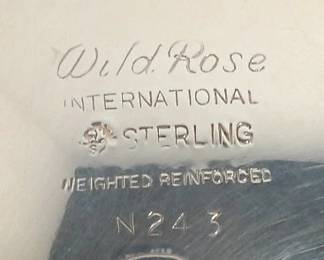 Wild Rose
INTERNATIONAL
STERLING
WEIGHTED REINFORCED
N243